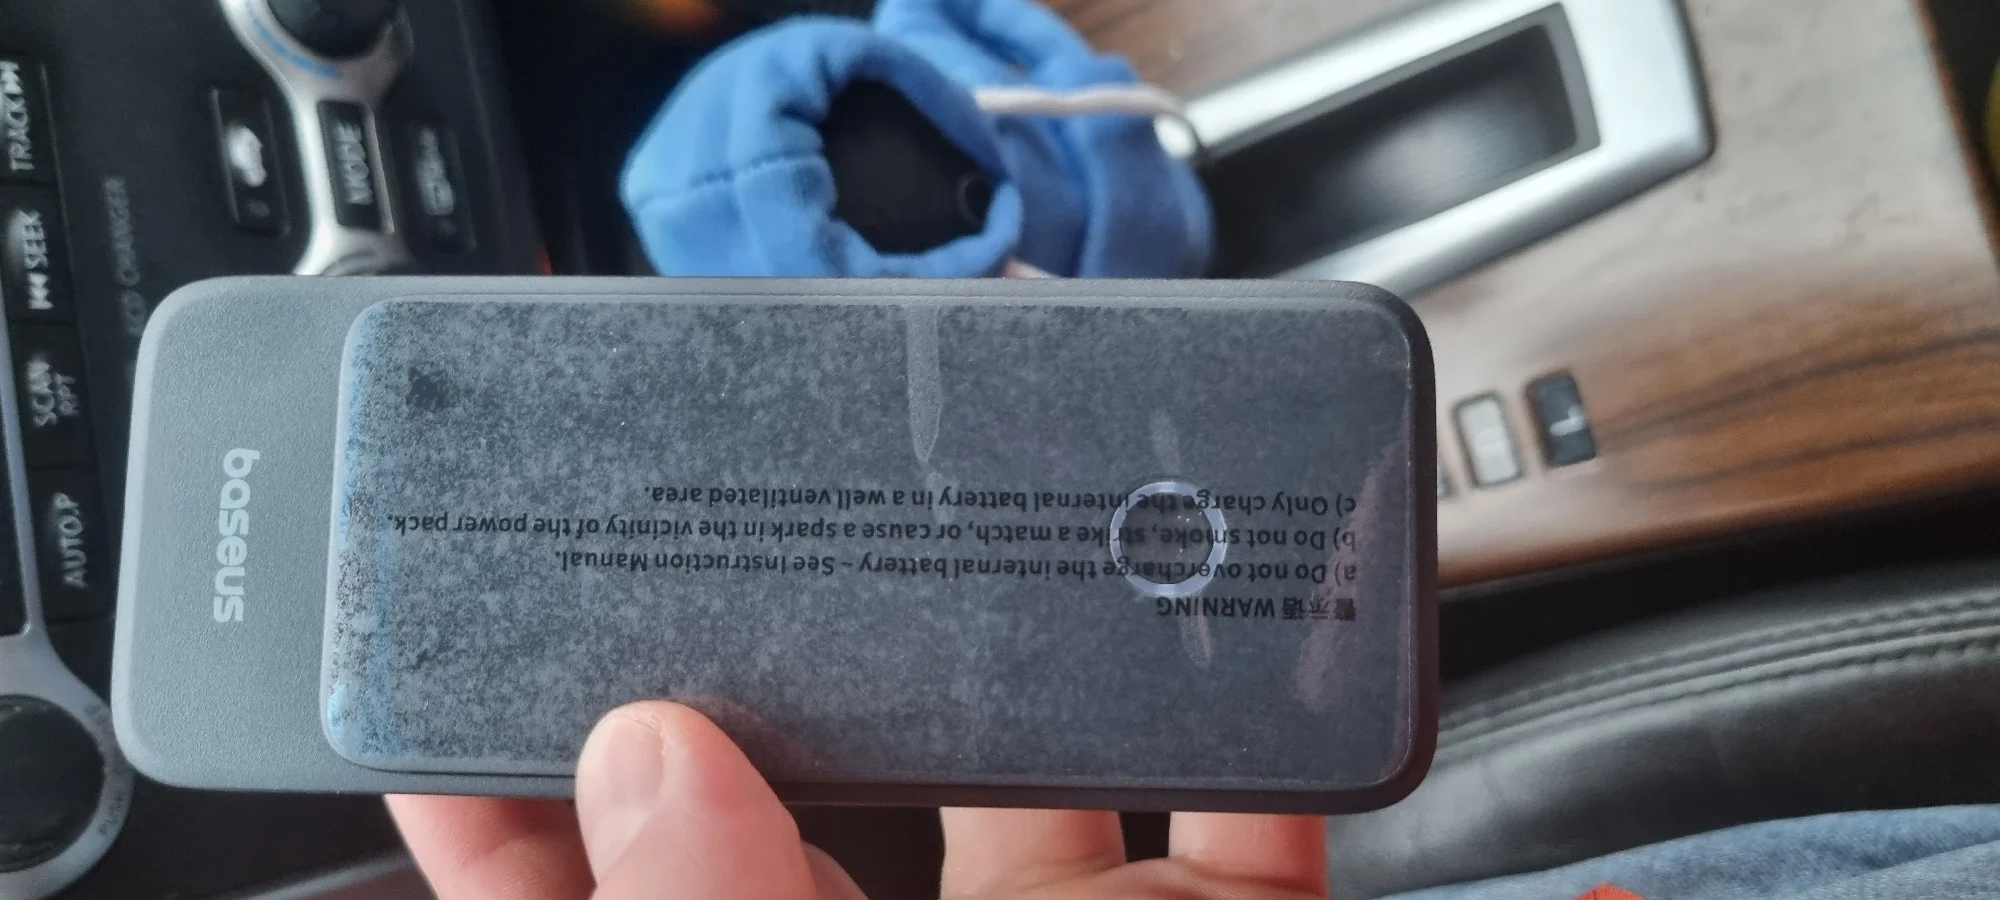 baseus
警示语 WARNING
a) Do not overcharge the internal battery – See Instruction Manual.
b) Do not smoke, strike a match, or cause a spark in the vicinity of the power pack.
c) Only charge the internal battery in a well ventilated area.
TRACK
SEEK
SCAN
RPT
AUTO.P
MODE
CD CHANGER
PUSH
L